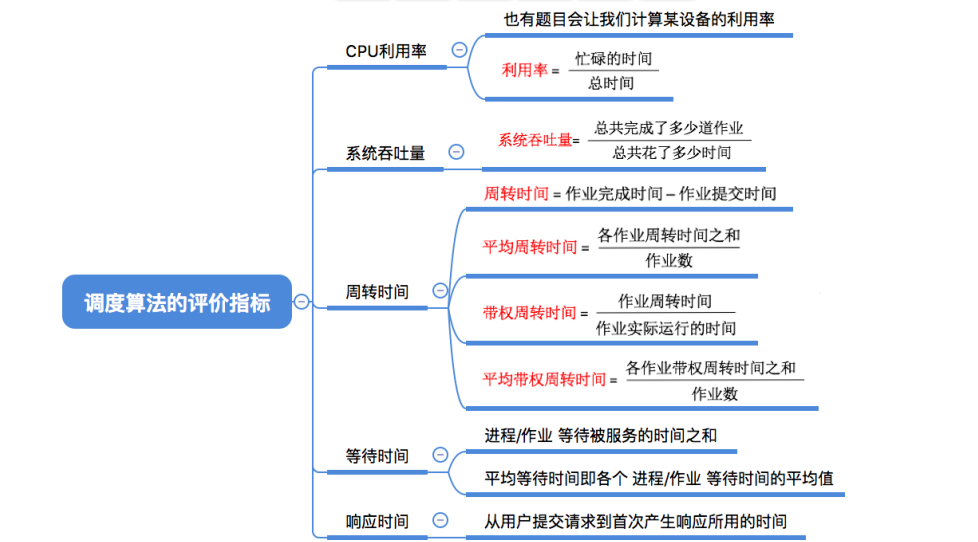 调度算法的评价指标
CPU利用率
也有题目会让我们计算某设备的利用率
利用率 = 忙碌的时间
总时间
系统吞吐量
系统吞吐量= 总共完成了多少道作业
总共花了多少时间
周转时间
周转时间 = 作业完成时间 – 作业提交时间
平均周转时间 = 各作业周转时间之和
作业数
带权周转时间 = 作业周转时间
作业实际运行的时间
平均带权周转时间 = 各作业带权周转时间之和
作业数
等待时间
进程/作业 等待被服务的时间之和
平均等待时间即各个 进程/作业 等待时间的平均值
响应时间
从用户提交请求到首次产生响应所用的时间